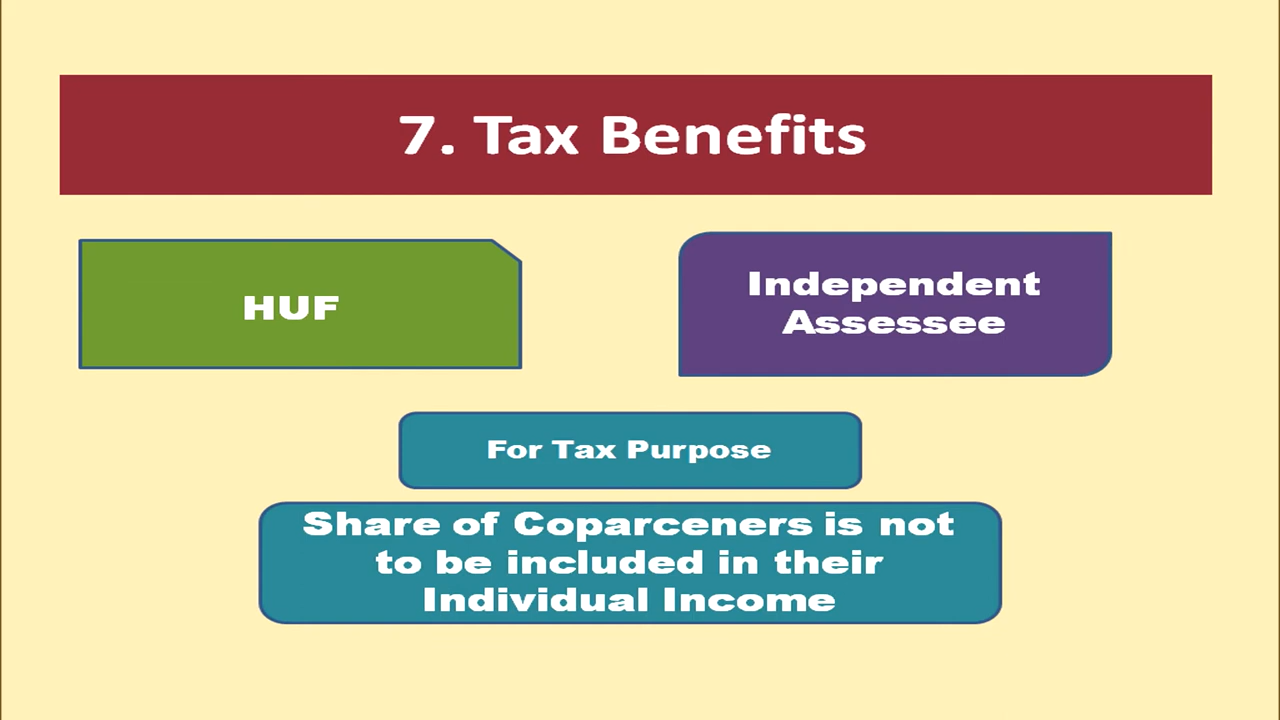 7. Tax Benefits
HUF
Independent
Assessee
For Tax Purpose
Share of Coparceners is not
to be included in their
Individual Income